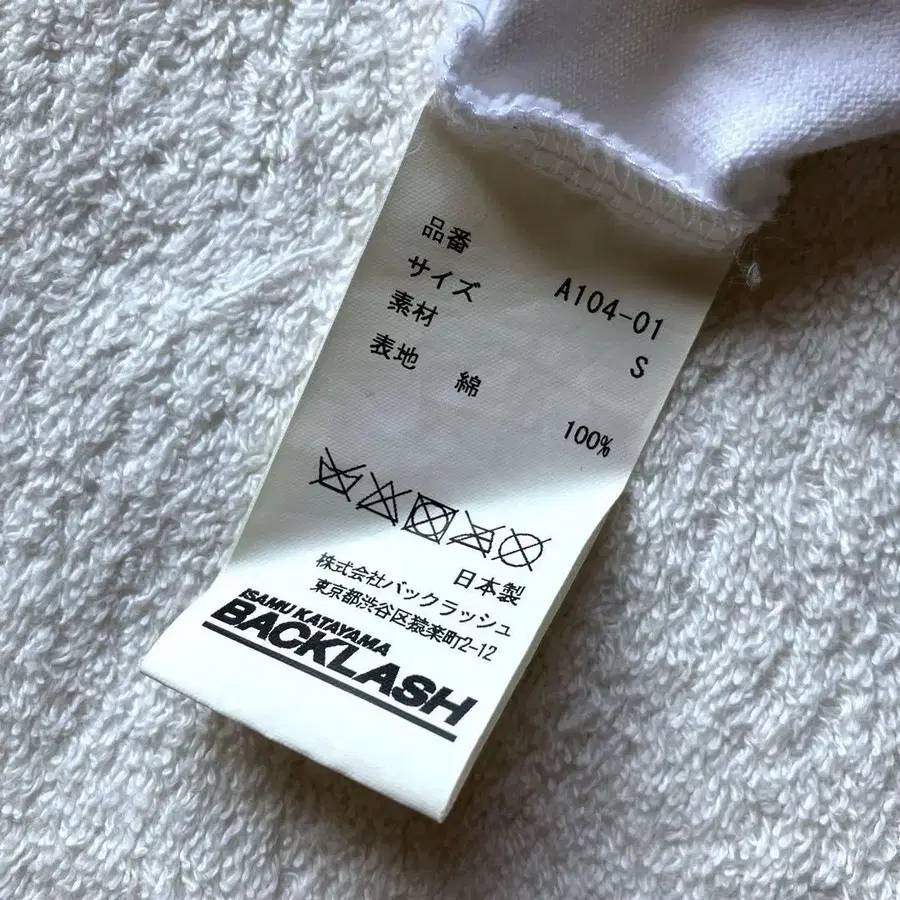 品番 A104-01
サイズ S
素材
表地 綿 100%
日本製
株式会社バックラッシュ
東京都渋谷区猿楽町2-12
ISAMU KATAYAMA
BACKLASH